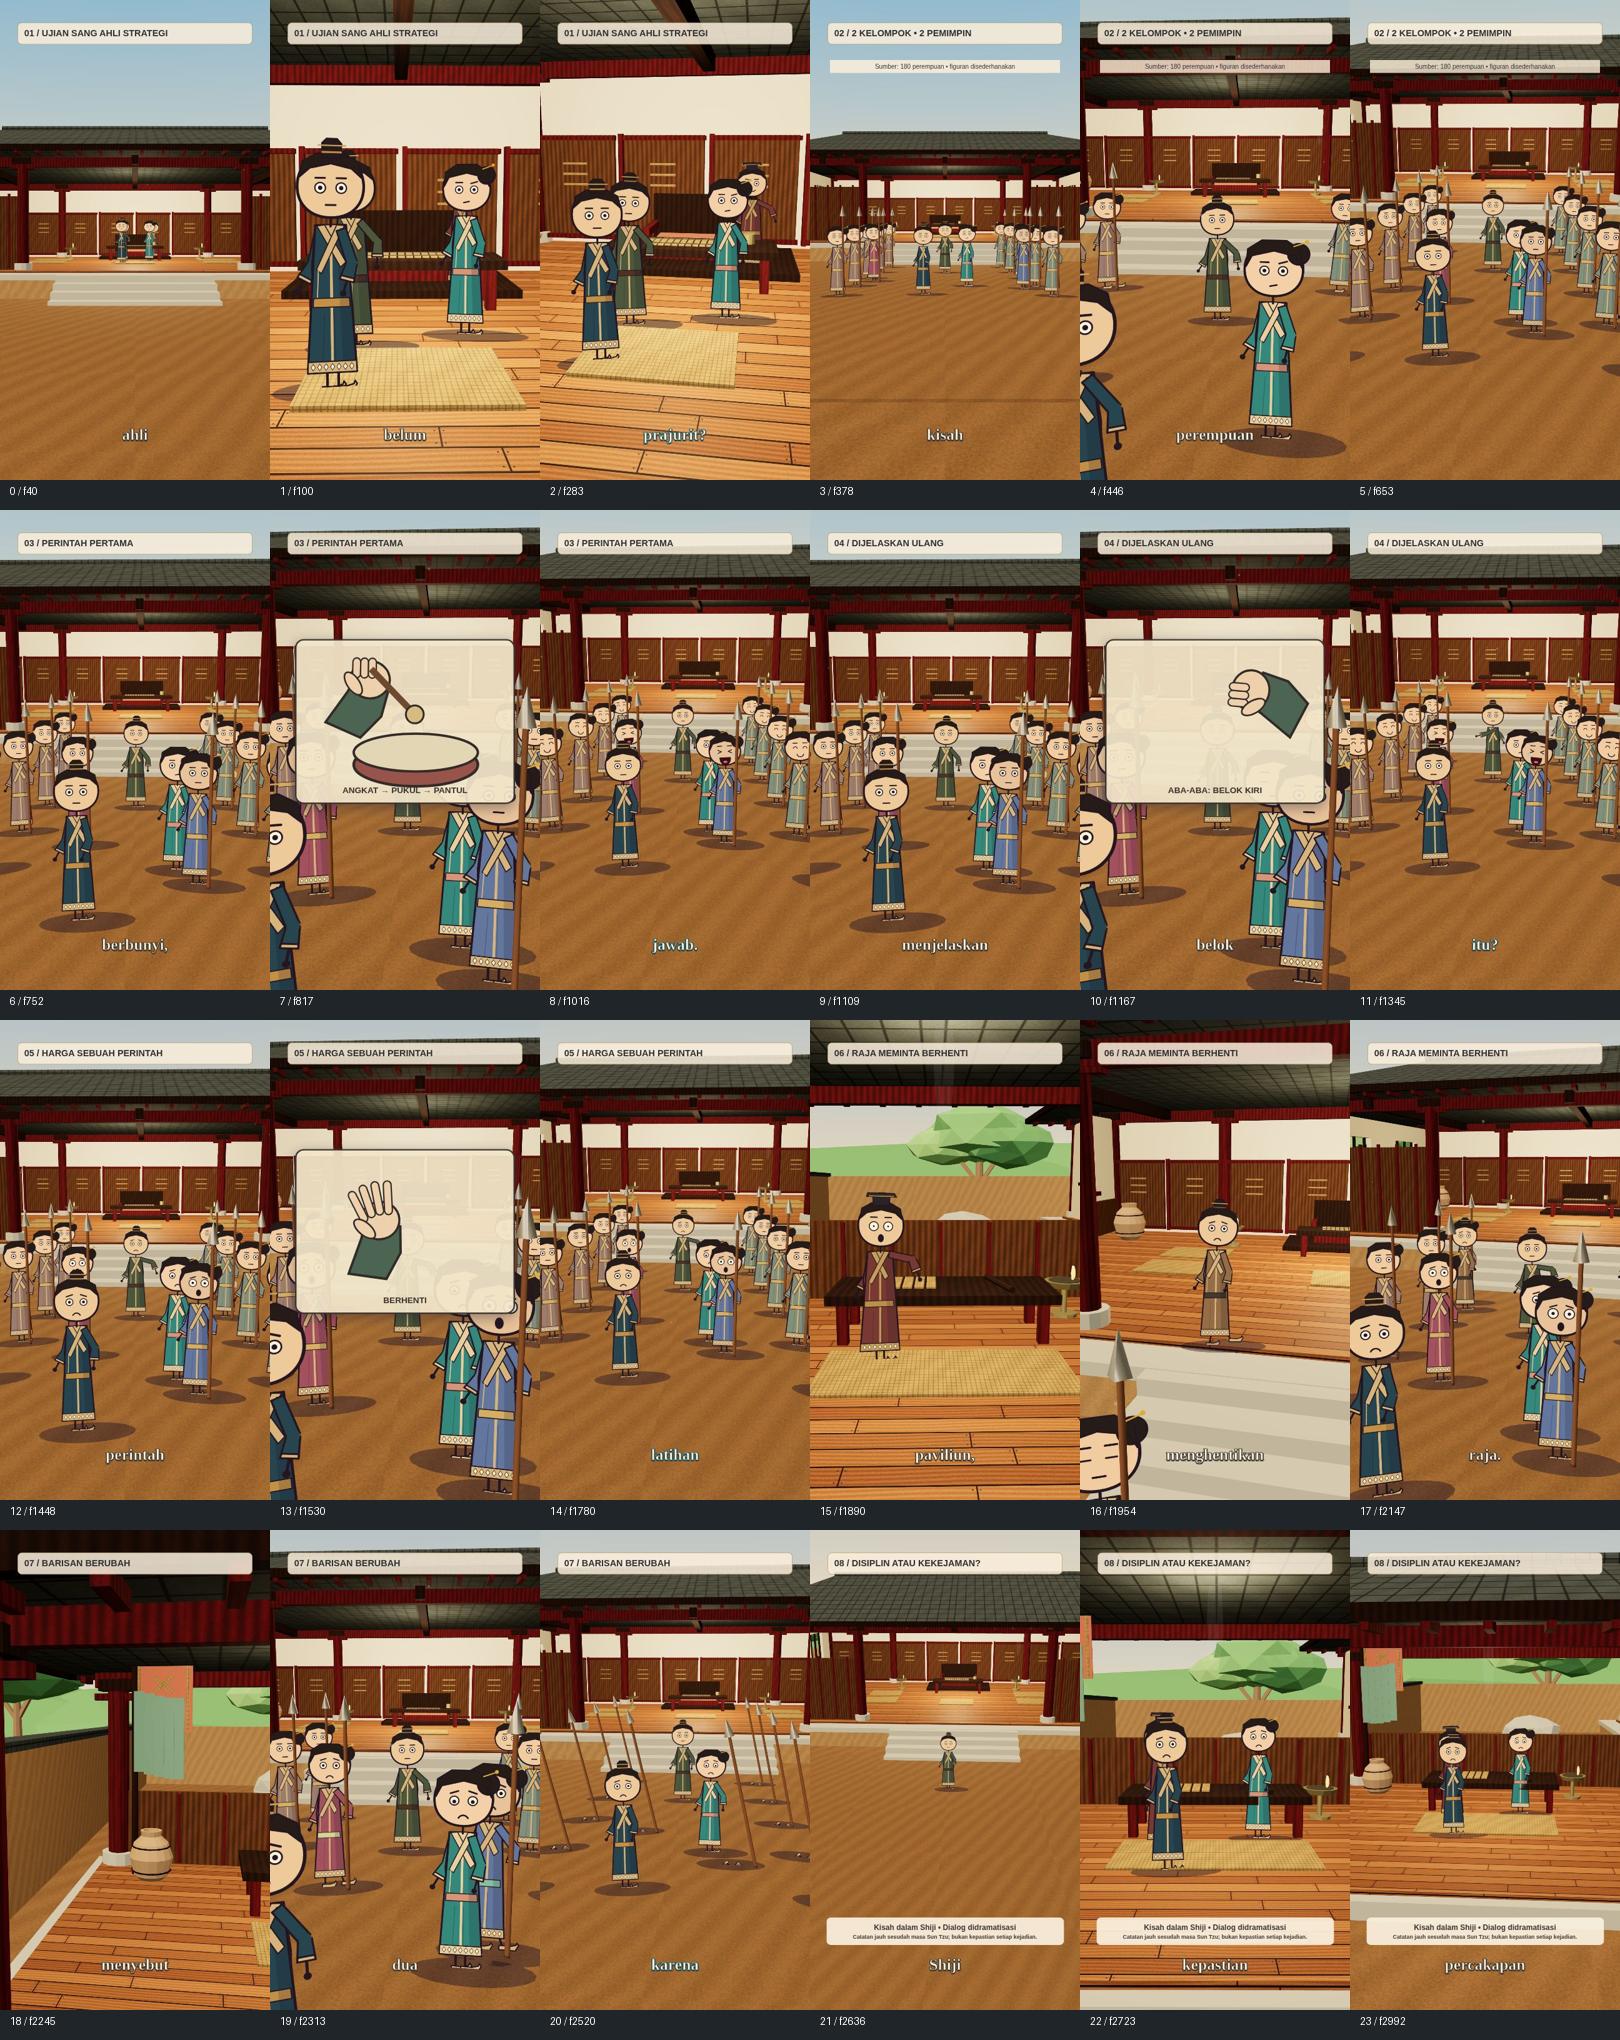 01 / UJIAN SANG AHLI STRATEGI
ahli
0 / f40
01 / UJIAN SANG AHLI STRATEGI
belum
1 / f100
01 / UJIAN SANG AHLI STRATEGI
prajurit?
2 / f283
02 / 2 KELOMPOK • 2 PEMIMPIN
Sumber: 180 perempuan • figuran disederhanakan
kisah
3 / f378
02 / 2 KELOMPOK • 2 PEMIMPIN
Sumber: 180 perempuan • figuran disederhanakan
perempuan
4 / f446
02 / 2 KELOMPOK • 2 PEMIMPIN
Sumber: 180 perempuan • figuran disederhanakan
5 / f653
03 / PERINTAH PERTAMA
berbunyi,
6 / f752
03 / PERINTAH PERTAMA
ANGKAT → PUKUL → PANTUL
7 / f817
03 / PERINTAH PERTAMA
jawab.
8 / f1016
04 / DIJELASKAN ULANG
menjelaskan
9 / f1109
04 / DIJELASKAN ULANG
ABA-ABA: BELOK KIRI
belok
10 / f1167
04 / DIJELASKAN ULANG
itu?
11 / f1345
05 / HARGA SEBUAH PERINTAH
perintah
12 / f1448
05 / HARGA SEBUAH PERINTAH
BERHENTI
13 / f1530
05 / HARGA SEBUAH PERINTAH
latihan
14 / f1780
06 / RAJA MEMINTA BERHENTI
paviliun,
15 / f1890
06 / RAJA MEMINTA BERHENTI
menghentikan
16 / f1954
06 / RAJA MEMINTA BERHENTI
raja.
17 / f2147
07 / BARISAN BERUBAH
menyebut
18 / f2245
07 / BARISAN BERUBAH
dua
19 / f2313
07 / BARISAN BERUBAH
karena
20 / f2520
08 / DISIPLIN ATAU KEKEJAMAN?
Kisah dalam Shiji • Dialog didramatisasi
Catatan jauh sesudah masa Sun Tzu; bukan kepastian setiap kejadian.
Shiji
21 / f2636
08 / DISIPLIN ATAU KEKEJAMAN?
Kisah dalam Shiji • Dialog didramatisasi
Catatan jauh sesudah masa Sun Tzu; bukan kepastian setiap kejadian.
kepastian
22 / f2723
08 / DISIPLIN ATAU KEKEJAMAN?
Kisah dalam Shiji • Dialog didramatisasi
Catatan jauh sesudah masa Sun Tzu; bukan kepastian setiap kejadian.
percakapan
23 / f2992